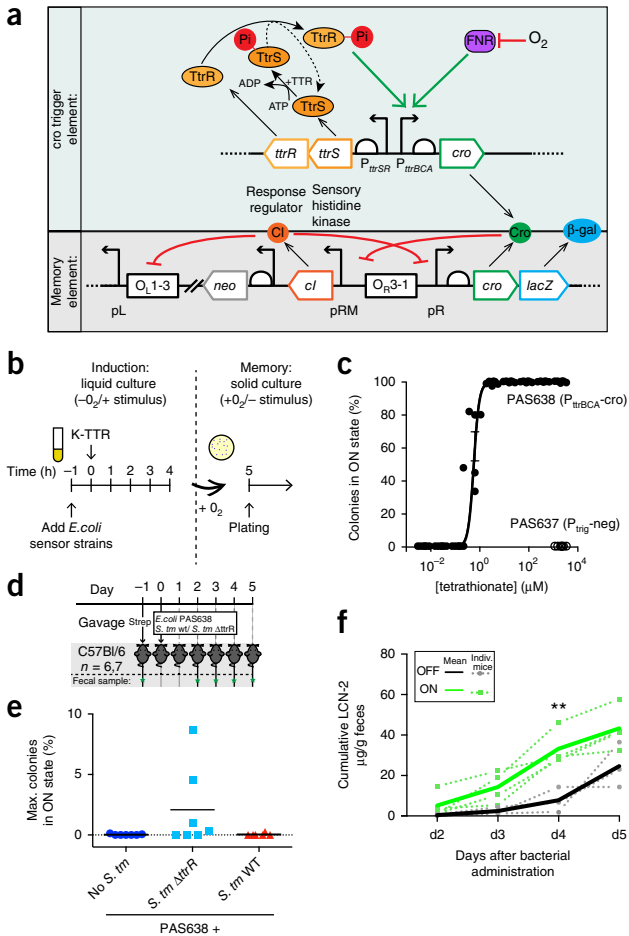 a
cro trigger element:
Pi
TtrS
TtrR
Pi
FNR
O2
TtrR
ADP
+TTR
ATP
TtrS
ttrR
ttrS
PttrSR
PttrBCA
cro
Response regulator
Sensory histidine kinase
Memory element:
CI
Cro
β-gal
OL1-3
neo
cI
OR3-1
cro
lacZ
pL
pRM
pR
b
Induction: liquid culture (−O2/+ stimulus)
Memory: solid culture (+O2/− stimulus)
K-TTR
Time (h)
−1 0 1 2 3 4
5
+ O2
Add E.coli sensor strains
Plating
c
Colonies in ON state (%)
100
80
60
40
20
0
PAS638 (PttrBCA-cro)
PAS637 (Ptrig-neg)
10−2 100 102 104
[tetrathionate] (μM)
d
Day
−1 0 1 2 3 4 5
Gavage
Strep
E.coli PAS638
S. tm wt/ S. tm ΔttrR
C57Bl/6
n = 6,7
Fecal sample:
e
Max. colonies in ON state (%)
10
5
0
No S. tm
S. tm ΔttrR
S. tm WT
PAS638 +
f
Mean
Indiv. mice
OFF
ON
**
Cumulative LCN-2 μg/g feces
80
60
40
20
0
d2 d3 d4 d5
Days after bacterial administration